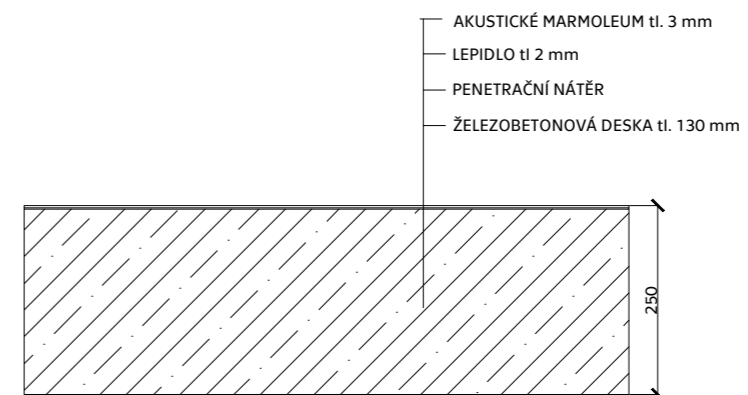 AKUSTICKÉ MARMOLEUM tl. 3 mm
LEPIDLO tl 2 mm
PENETRAČNÍ NÁTĚR
ŽELEZOBETONOVÁ DESKA tl. 130 mm
250